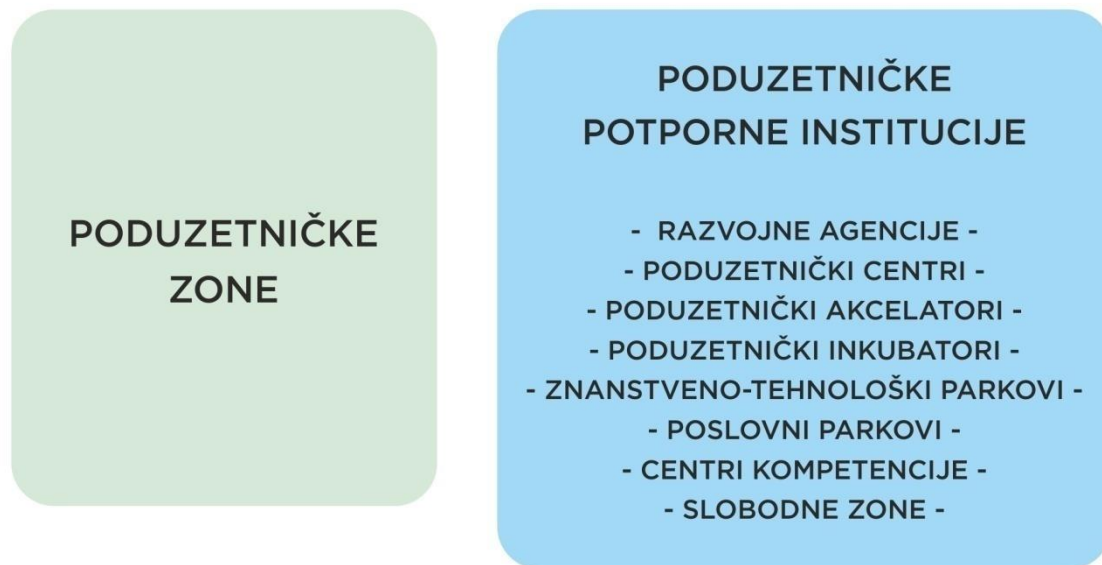 PODUZETNIČKE
ZONE
PODUZETNIČKE
POTPORNE INSTITUCIJE
- RAZVOJNE AGENCIJE -
- PODUZETNIČKI CENTRI -
- PODUZETNIČKI AKCELATORI -
- PODUZETNIČKI INKUBATORI -
- ZNANSTVENO-TEHNOLOŠKI PARKOVI -
- POSLOVNI PARKOVI -
- CENTRI KOMPETENCIJE -
- SLOBODNE ZONE -